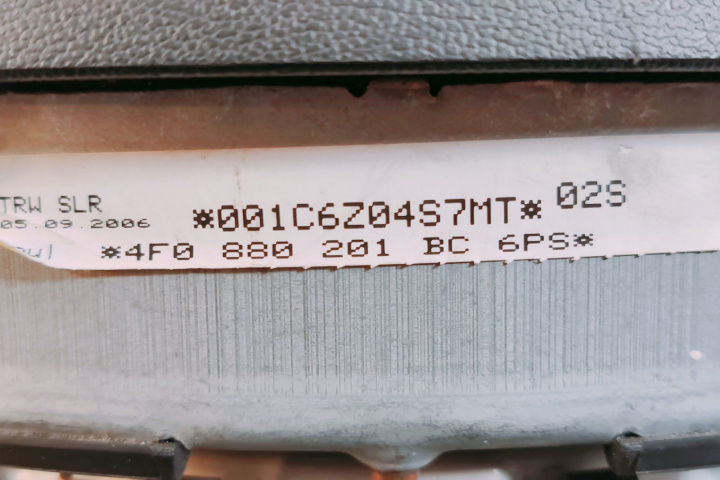 TRW SLR
05.09.2006
*001C6Z04S7MT* 02S
*4F0 880 201 BC 6PS*